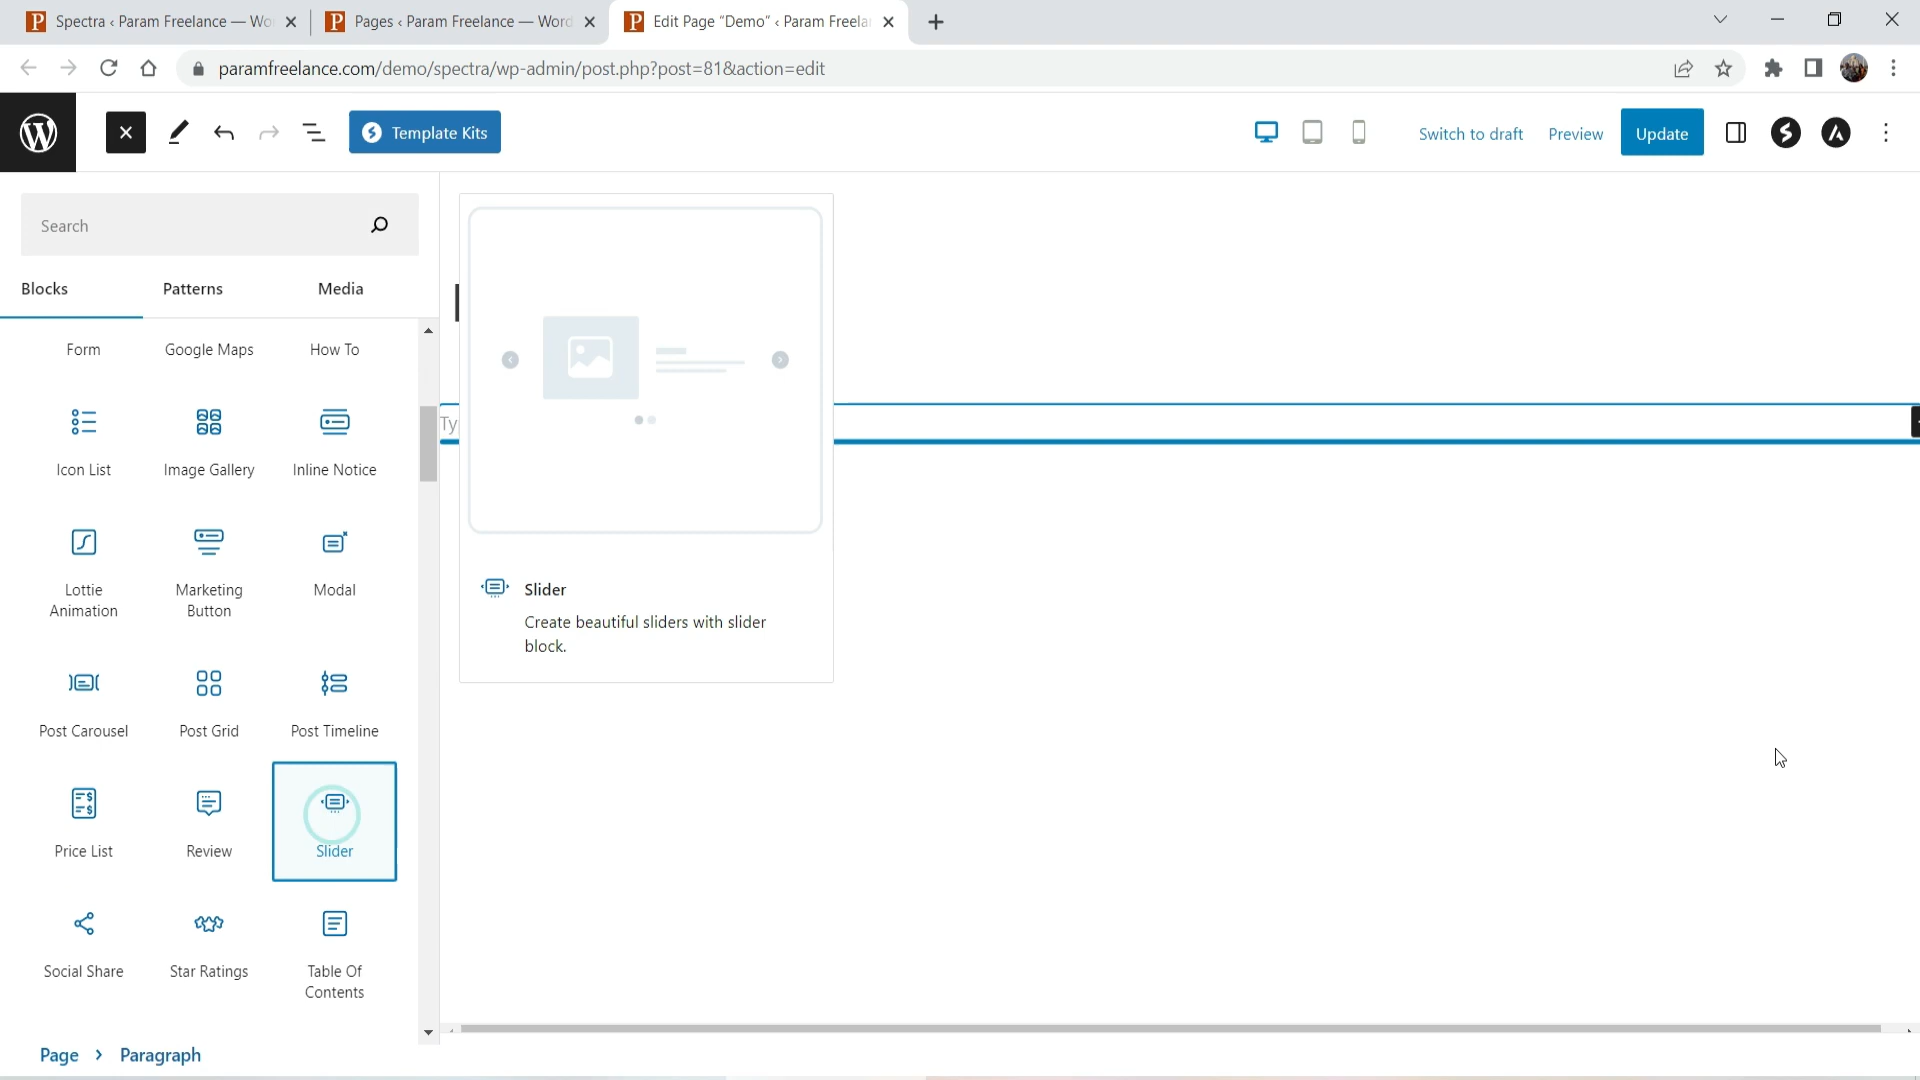 Spectra ‹ Param Freelance — Wo
Pages ‹ Param Freelance — Word
Edit Page “Demo” ‹ Param Freelan
paramfreelance.com/demo/spectra/wp-admin/post.php?post=81&action=edit
Template Kits
Switch to draft
Preview
Update
Search
Blocks
Patterns
Media
Form
Google Maps
How To
Icon List
Image Gallery
Inline Notice
Lottie
Animation
Marketing
Button
Modal
Post Carousel
Post Grid
Post Timeline
Price List
Review
Slider
Social Share
Star Ratings
Table Of
Contents
Ty
Slider
Create beautiful sliders with slider
block.
Page › Paragraph